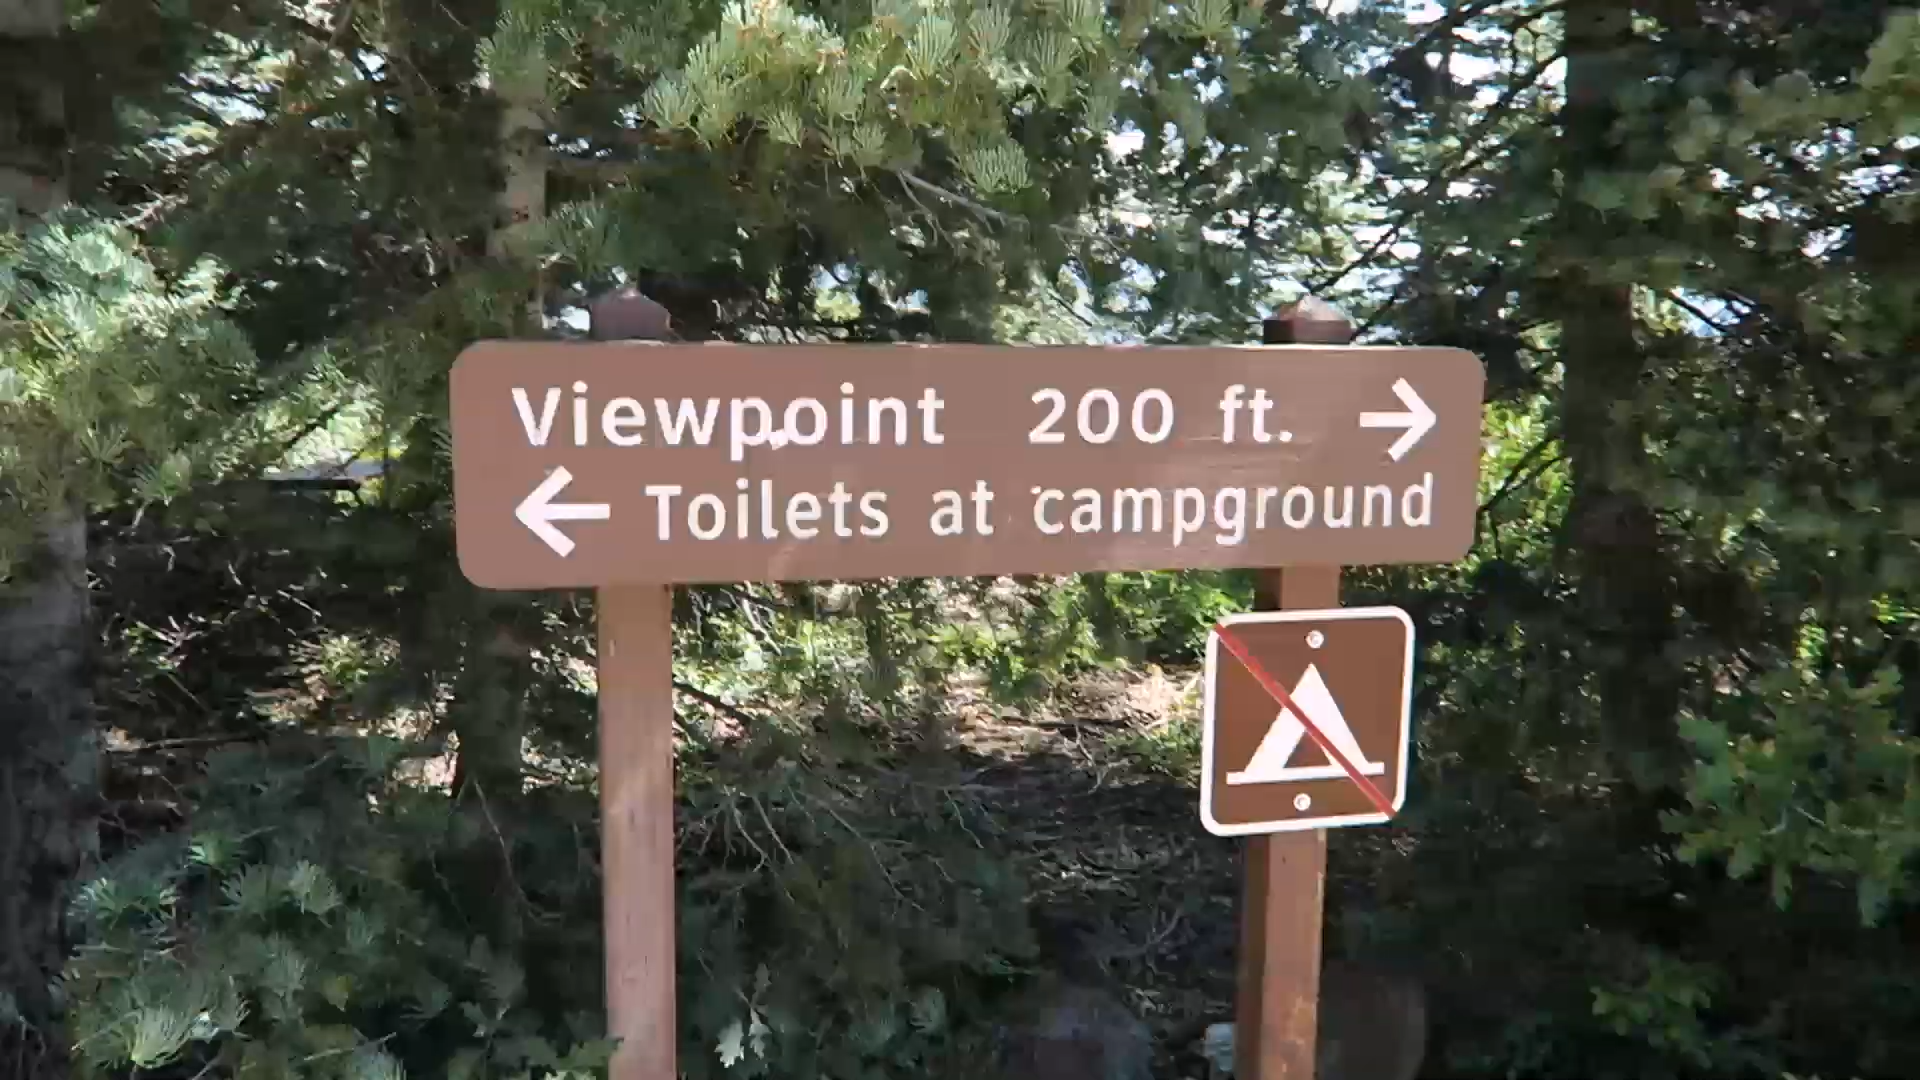 Viewpoint 200 ft. →
← Toilets at campground